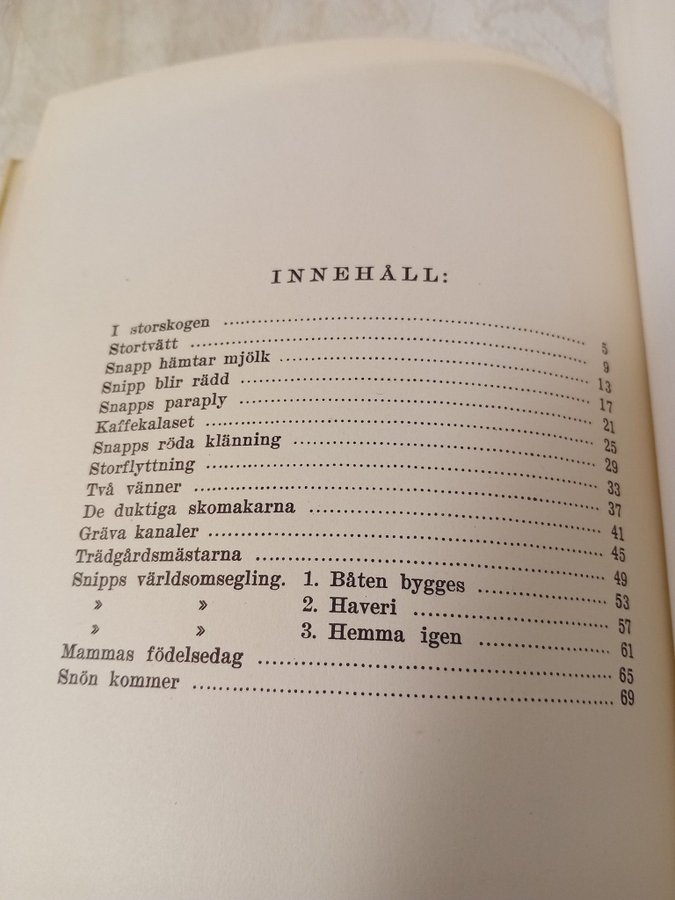 INNEHÅLL:
I storskogen ........ 5
Stortvätt ........ 9
Snapp hämtar mjölk ........ 13
Snipp blir rädd ........ 17
Snapps paraply ........ 21
Kaffekalaset ........ 25
Snapps röda klänning ........ 29
Storflyttning ........ 33
Två vänner ........ 37
De duktiga skomakarna ........ 41
Gräva kanaler ........ 45
Trädgårdsmästarna ........ 49
Snipps världsomsegling. 1. Båten bygges ........ 53
» » 2. Haveri ........ 57
» » 3. Hemma igen ........ 61
Mammas födelsedag ........ 65
Snön kommer ........ 69